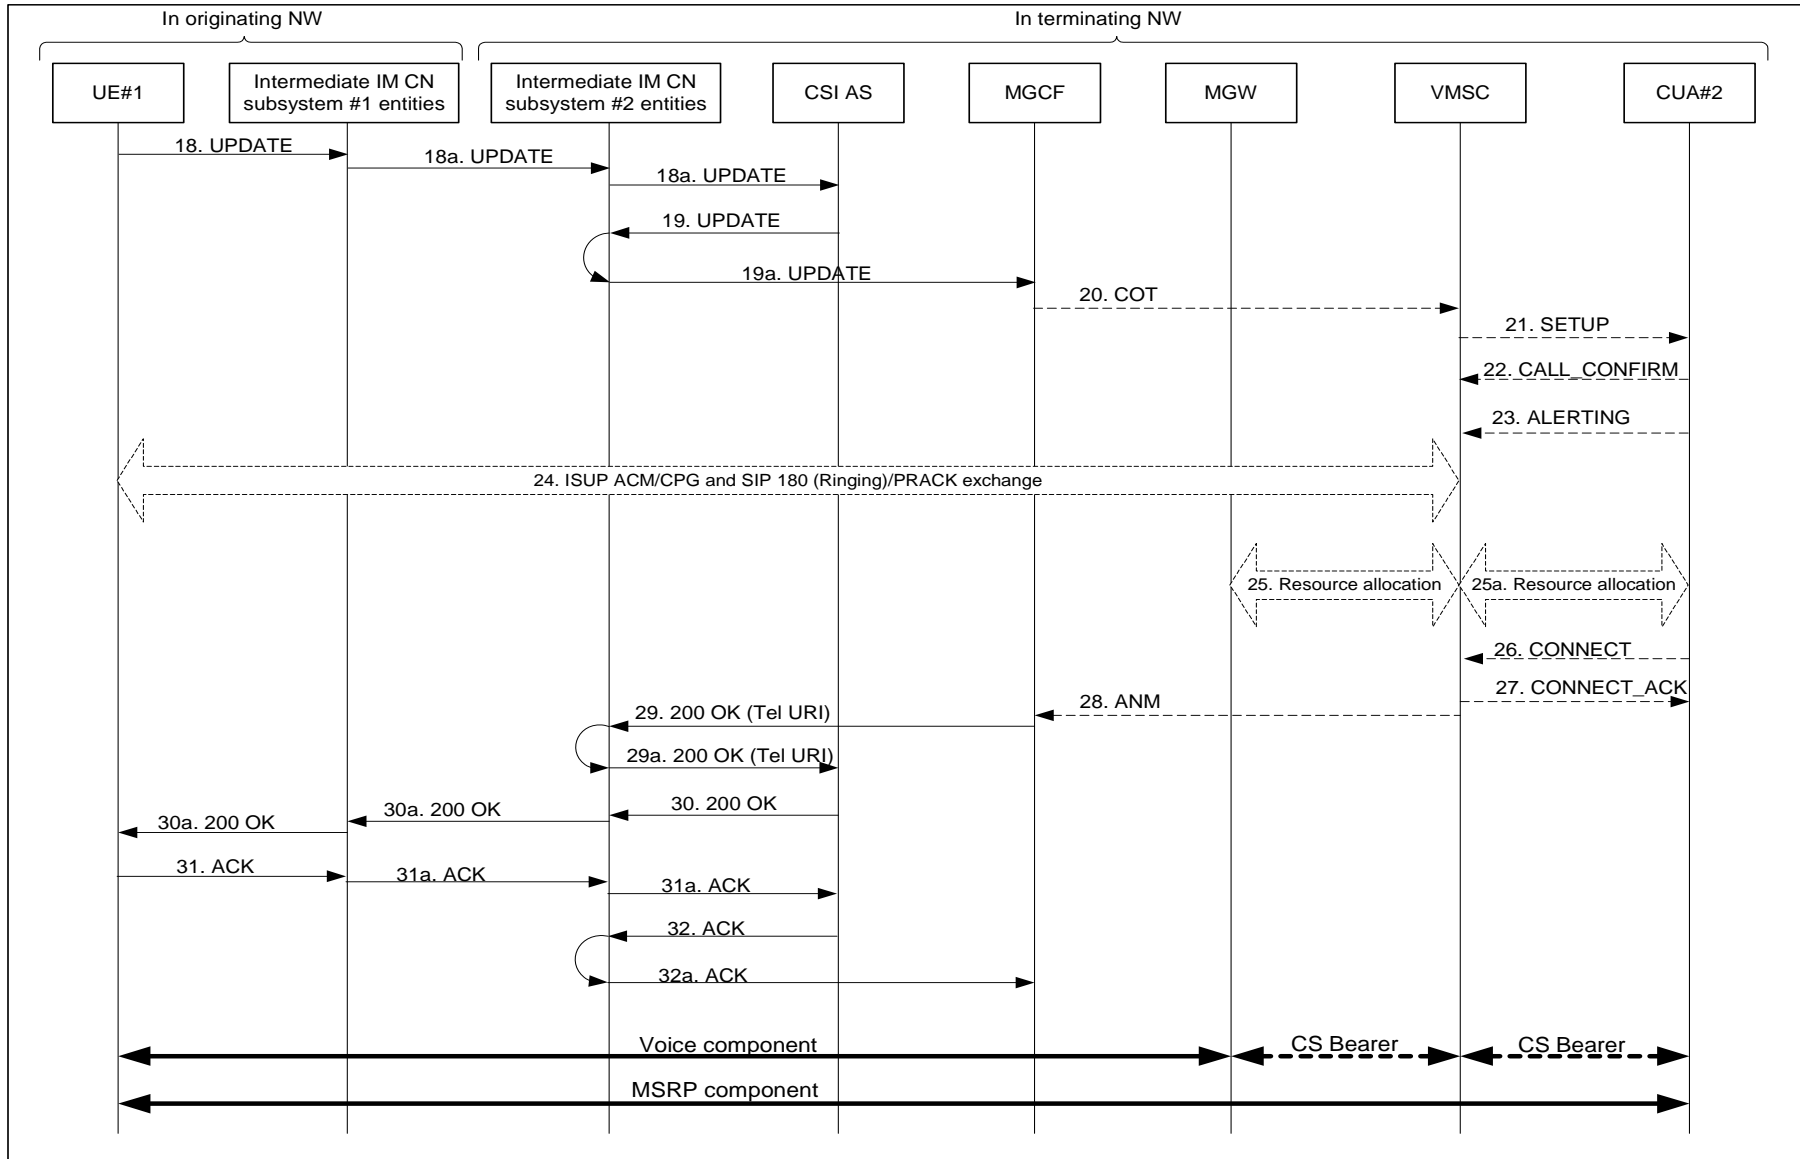 In originating NW
In terminating NW
UE#1
Intermediate IM CN
subsystem #1 entities
Intermediate IM CN
subsystem #2 entities
CSI AS
MGCF
MGW
VMSC
CUA#2
18. UPDATE
18a. UPDATE
18a. UPDATE
19. UPDATE
19a. UPDATE
20. COT
21. SETUP
22. CALL_CONFIRM
23. ALERTING
24. ISUP ACM/CPG and SIP 180 (Ringing)/PRACK exchange
25. Resource allocation
25a. Resource allocation
26. CONNECT
27. CONNECT_ACK
28. ANM
29. 200 OK (Tel URI)
29a. 200 OK (Tel URI)
30. 200 OK
30a. 200 OK
30a. 200 OK
31. ACK
31a. ACK
31a. ACK
32. ACK
32a. ACK
Voice component
CS Bearer
CS Bearer
MSRP component